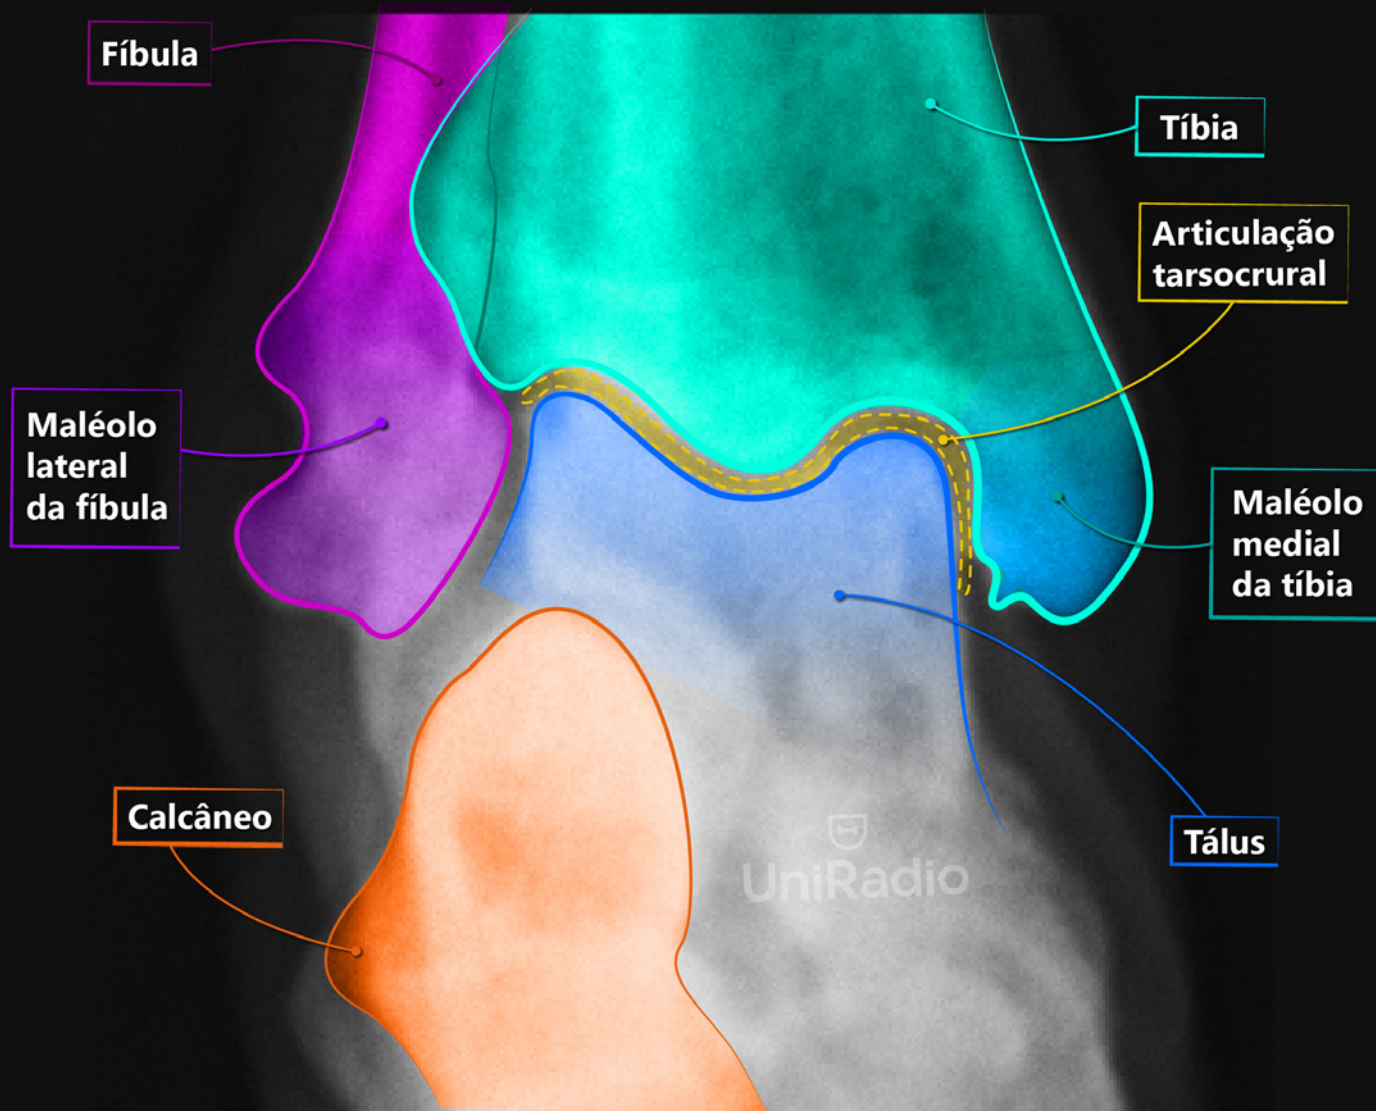 Fíbula
Tíbia
Articulação
tarsocrural
Maléolo
lateral
da fíbula
Maléolo
medial
da tíbia
Calcâneo
Tálus
UniRadio